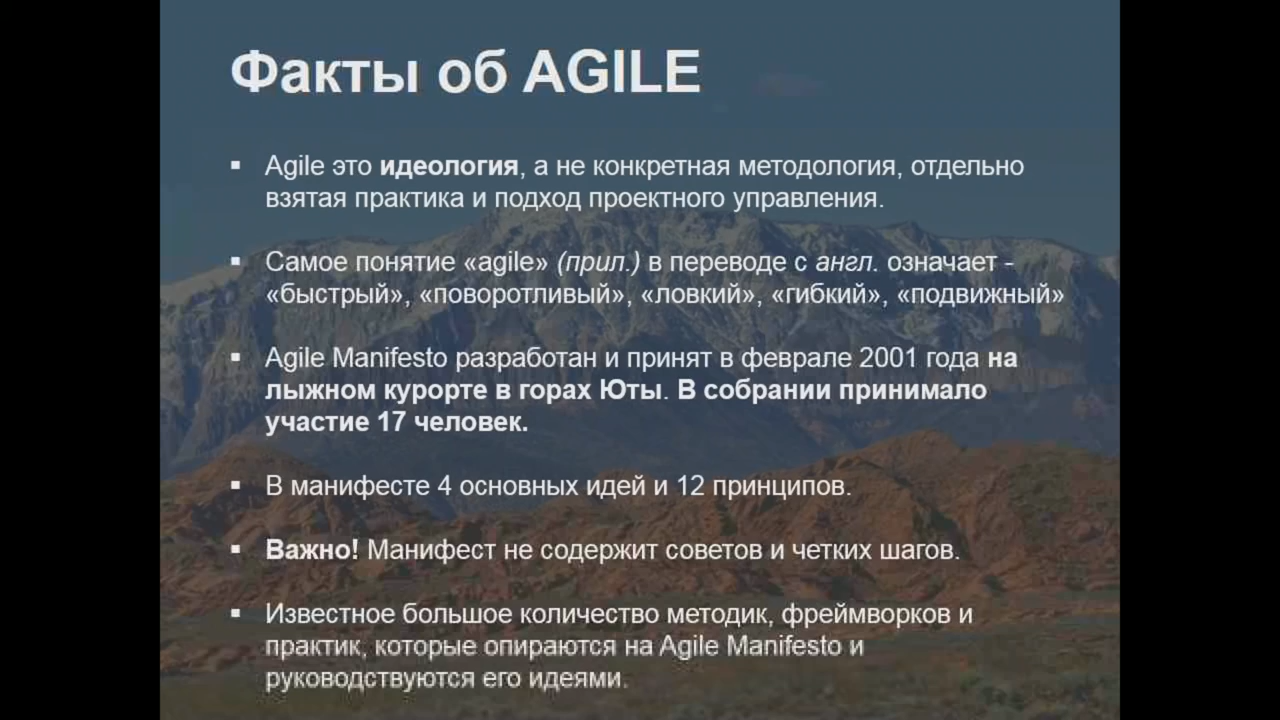 Факты об AGILE
▪ Agile это идеология, а не конкретная методология, отдельно
взятая практика и подход проектного управления.
▪ Самое понятие «agile» (прил.) в переводе с англ. означает -
«быстрый», «поворотливый», «ловкий», «гибкий», «подвижный»
▪ Agile Manifesto разработан и принят в феврале 2001 года на
лыжном курорте в горах Юты. В собрании принимало
участие 17 человек.
▪ В манифесте 4 основных идей и 12 принципов.
▪ Важно! Манифест не содержит советов и четких шагов.
▪ Известное большое количество методик, фреймворков и
практик, которые опираются на Agile Manifesto и
руководствуются его идеями.